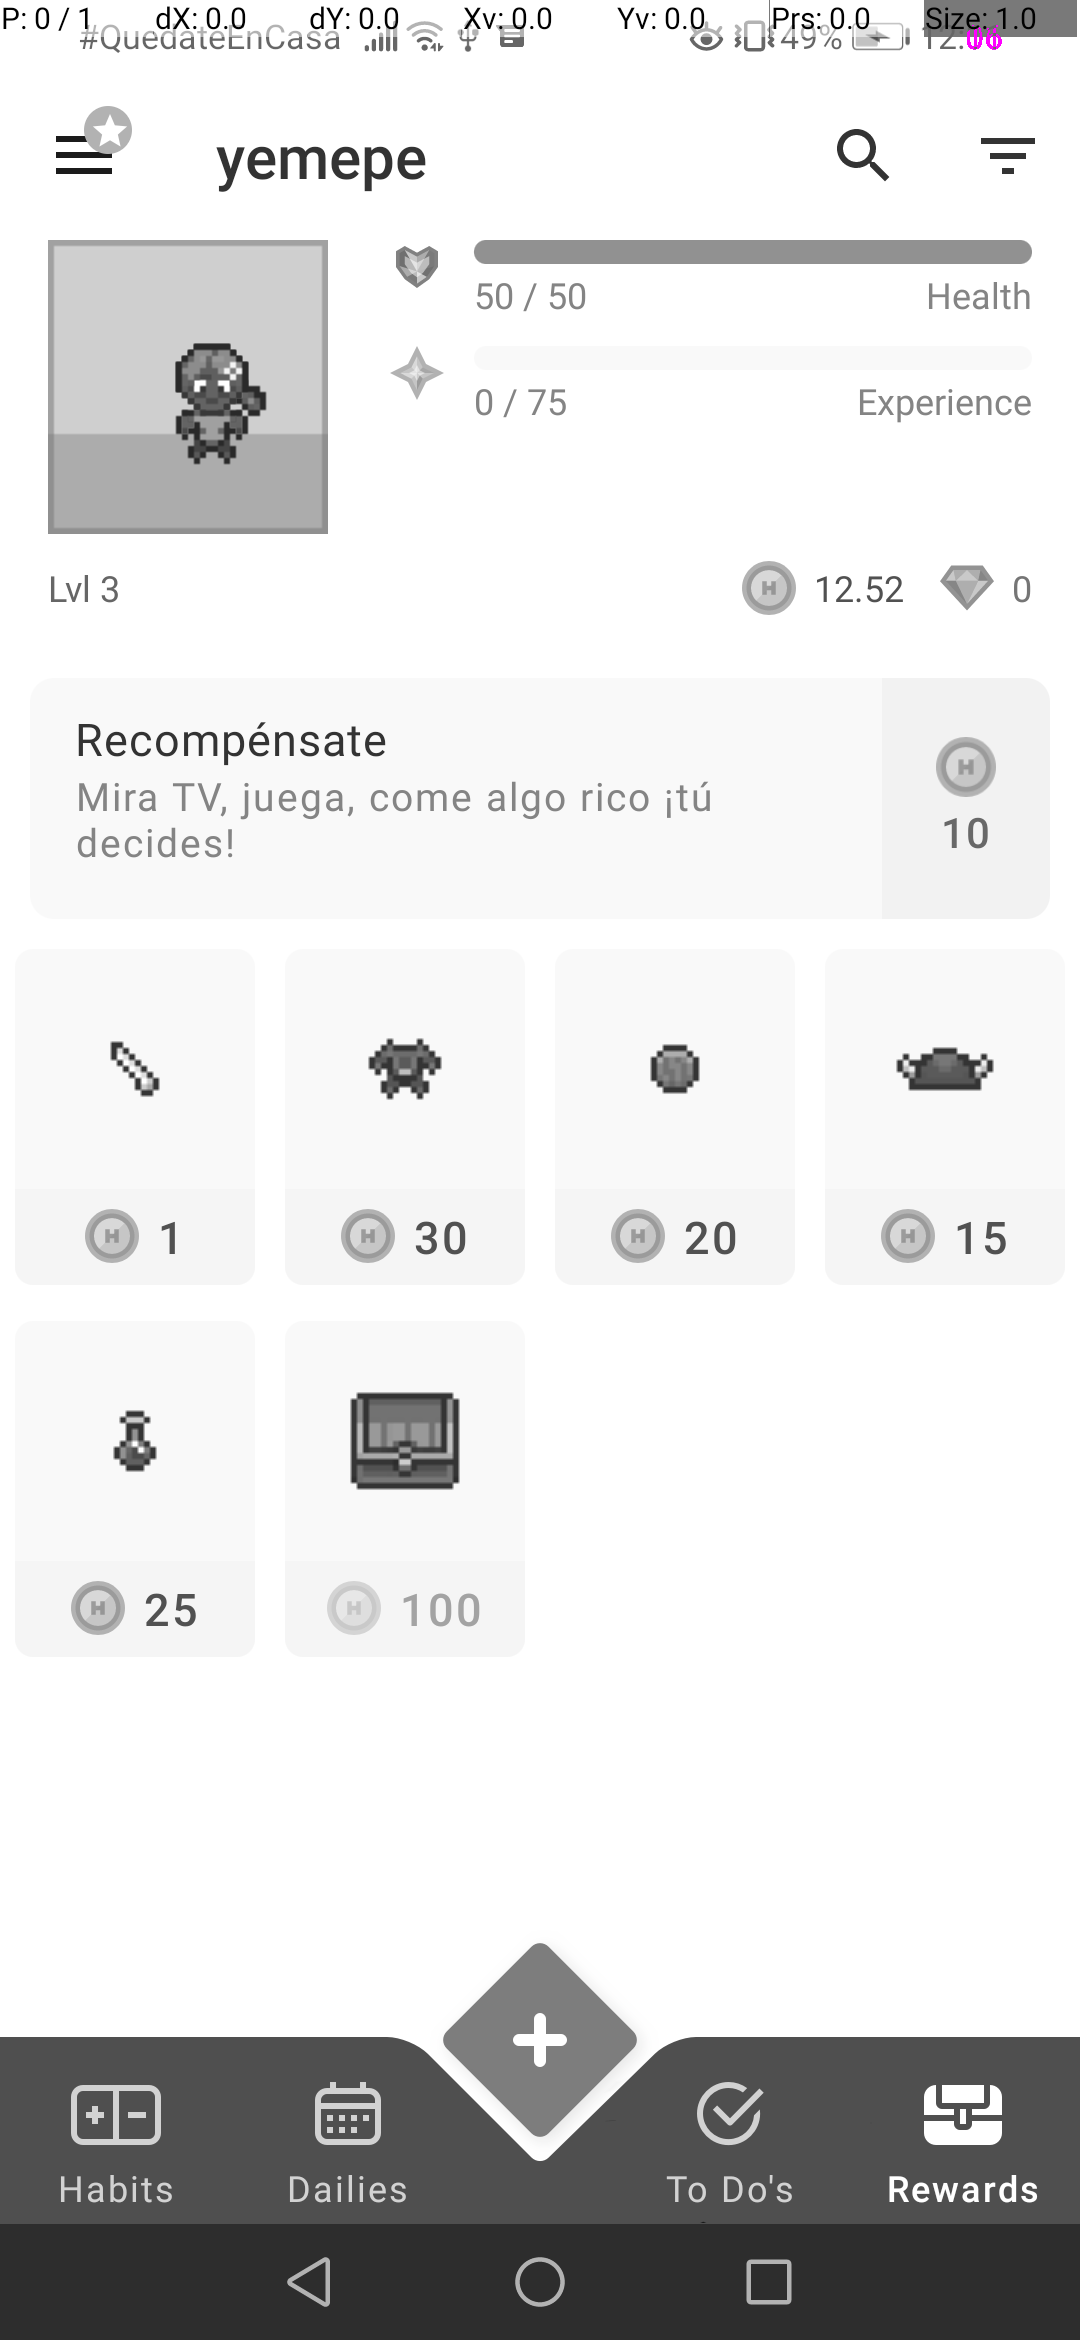 P: 0 / 1 dX: 0.0 dY: 0.0 Xv: 0.0 Yv: 0.0 Prs: 0.0 Size: 1.0
#QuedateEnCasa 49%
yemepe
50 / 50 Health
0 / 75 Experience
Lvl 3 12.52 0
Recompénsate
Mira TV, juega, come algo rico ¡tú
decides!
10
1 30 20 15
25 100
Habits Dailies To Do's Rewards